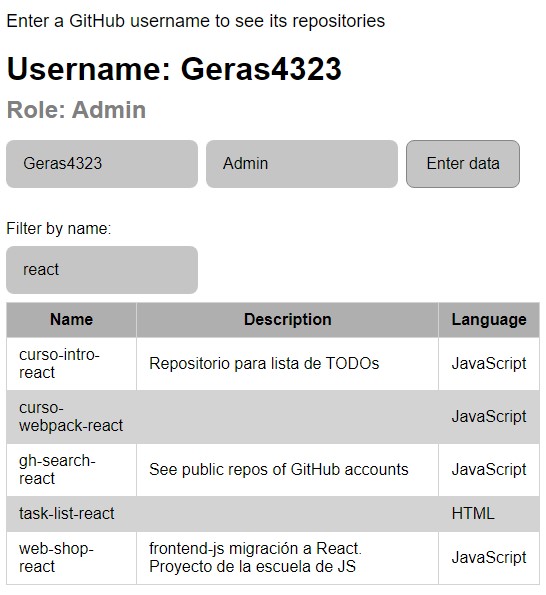 Enter a GitHub username to see its repositories
Username: Geras4323
Role: Admin
Geras4323 Admin Enter data
Filter by name:
react
Name Description Language
curso-intro-
react Repositorio para lista de TODOs JavaScript
curso-
webpack-react JavaScript
gh-search-
react See public repos of GitHub accounts JavaScript
task-list-react HTML
web-shop-
react
frontend-js migración a React.
Proyecto de la escuela de JS
JavaScript